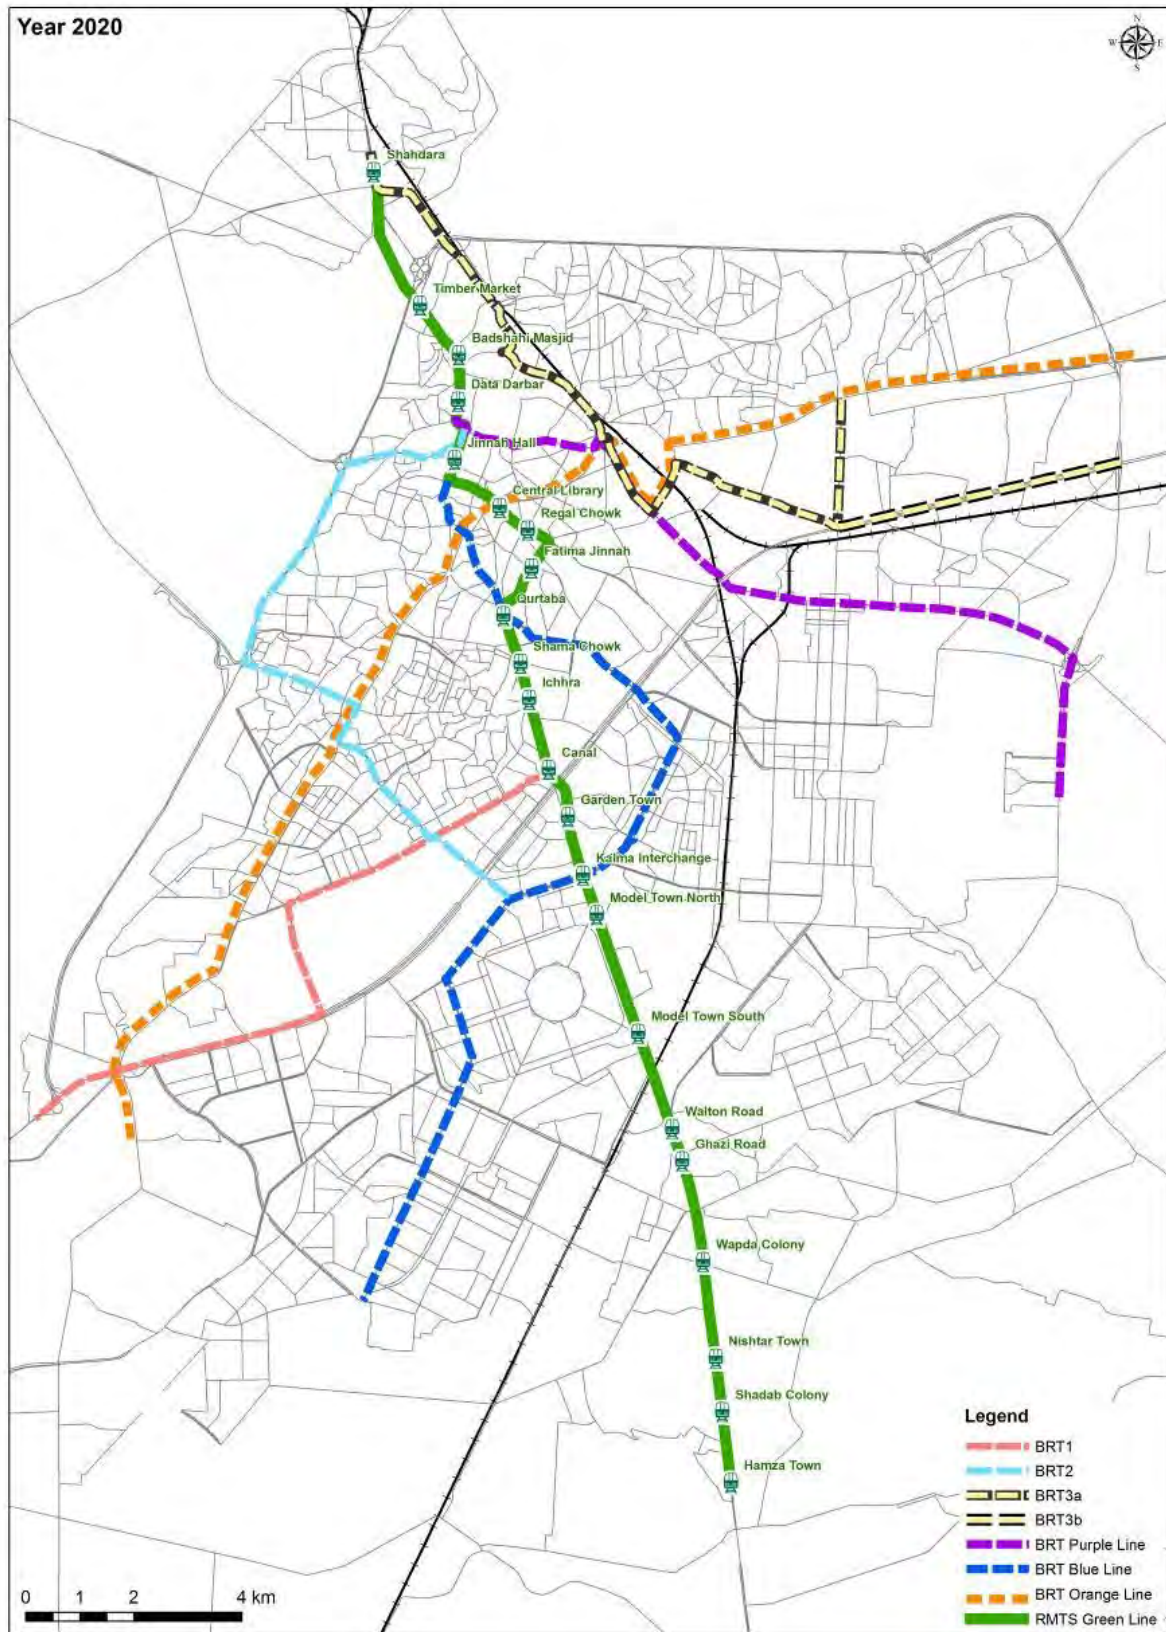 Year 2020
N
W
E
S
Shahdara
Timber Market
Badshahi Masjid
Data Darbar
Jinnah Hall
Central Library
Regal Chowk
Fatima Jinnah
Qurtaba
Shama Chowk
Ichhra
Canal
Garden Town
Kalma Interchange
Model Town North
Model Town South
Walton Road
Ghazi Road
Wapda Colony
Nishtar Town
Shadab Colony
Hamza Town
Legend
BRT1
BRT2
BRT3a
BRT3b
BRT Purple Line
BRT Blue Line
BRT Orange Line
RMTS Green Line
0 1 2 4 km